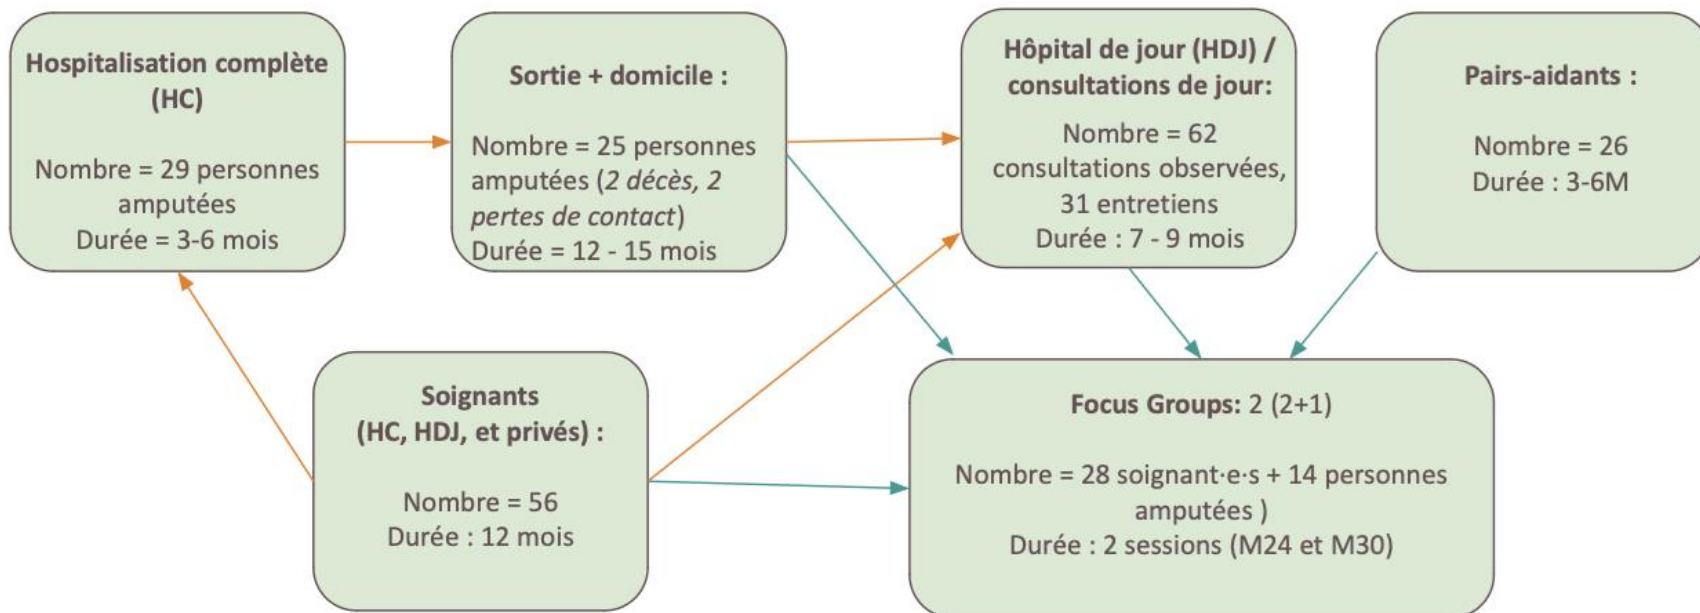 Hospitalisation complète
(HC)
Nombre = 29 personnes
amputées
Durée = 3-6 mois
Sortie + domicile :
Nombre = 25 personnes
amputées (2 décès, 2
pertes de contact)
Durée = 12 - 15 mois
Hôpital de jour (HDJ) /
consultations de jour:
Nombre = 62
consultations observées,
31 entretiens
Durée : 7 - 9 mois
Pairs-aidants :
Nombre = 26
Durée : 3-6M
Soignants
(HC, HDJ, et privés) :
Nombre = 56
Durée : 12 mois
Focus Groups: 2 (2+1)
Nombre = 28 soignant·e·s + 14 personnes
amputées )
Durée : 2 sessions (M24 et M30)